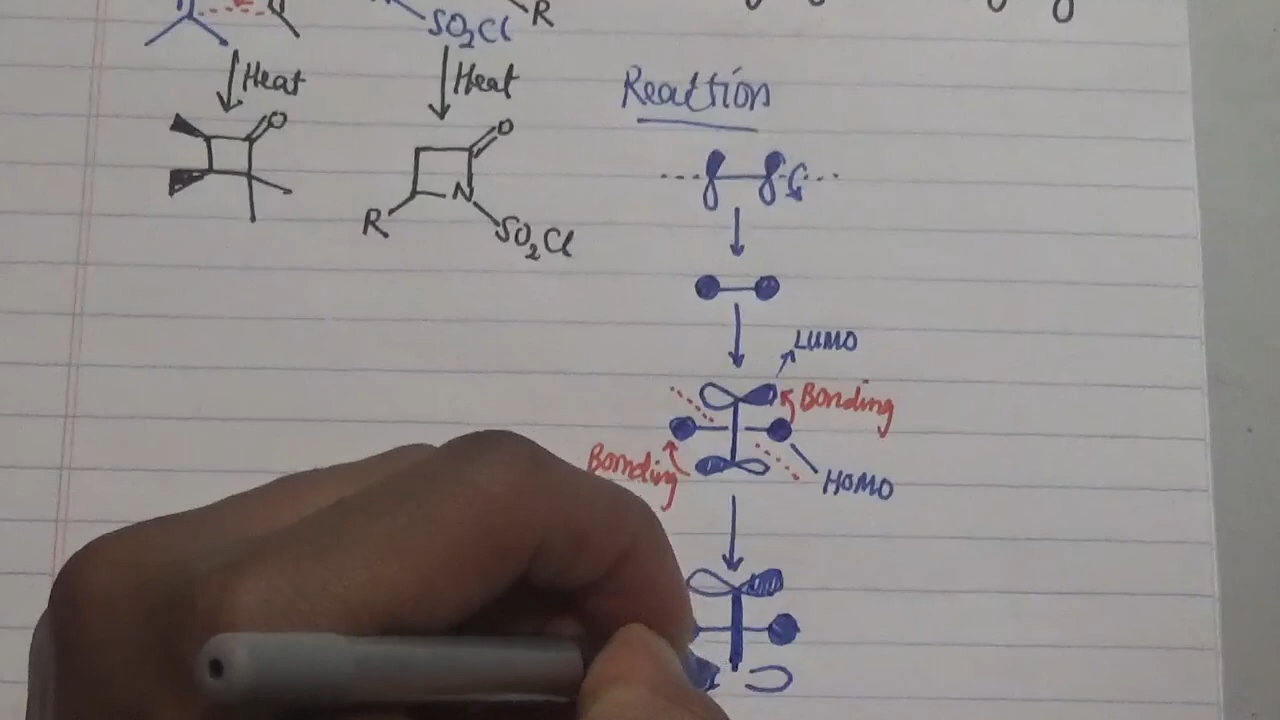 SO2Cl
R
Heat
Heat
Reaction
O
O
N
R
SO2Cl
LUMO
Bonding
Bonding
HOMO